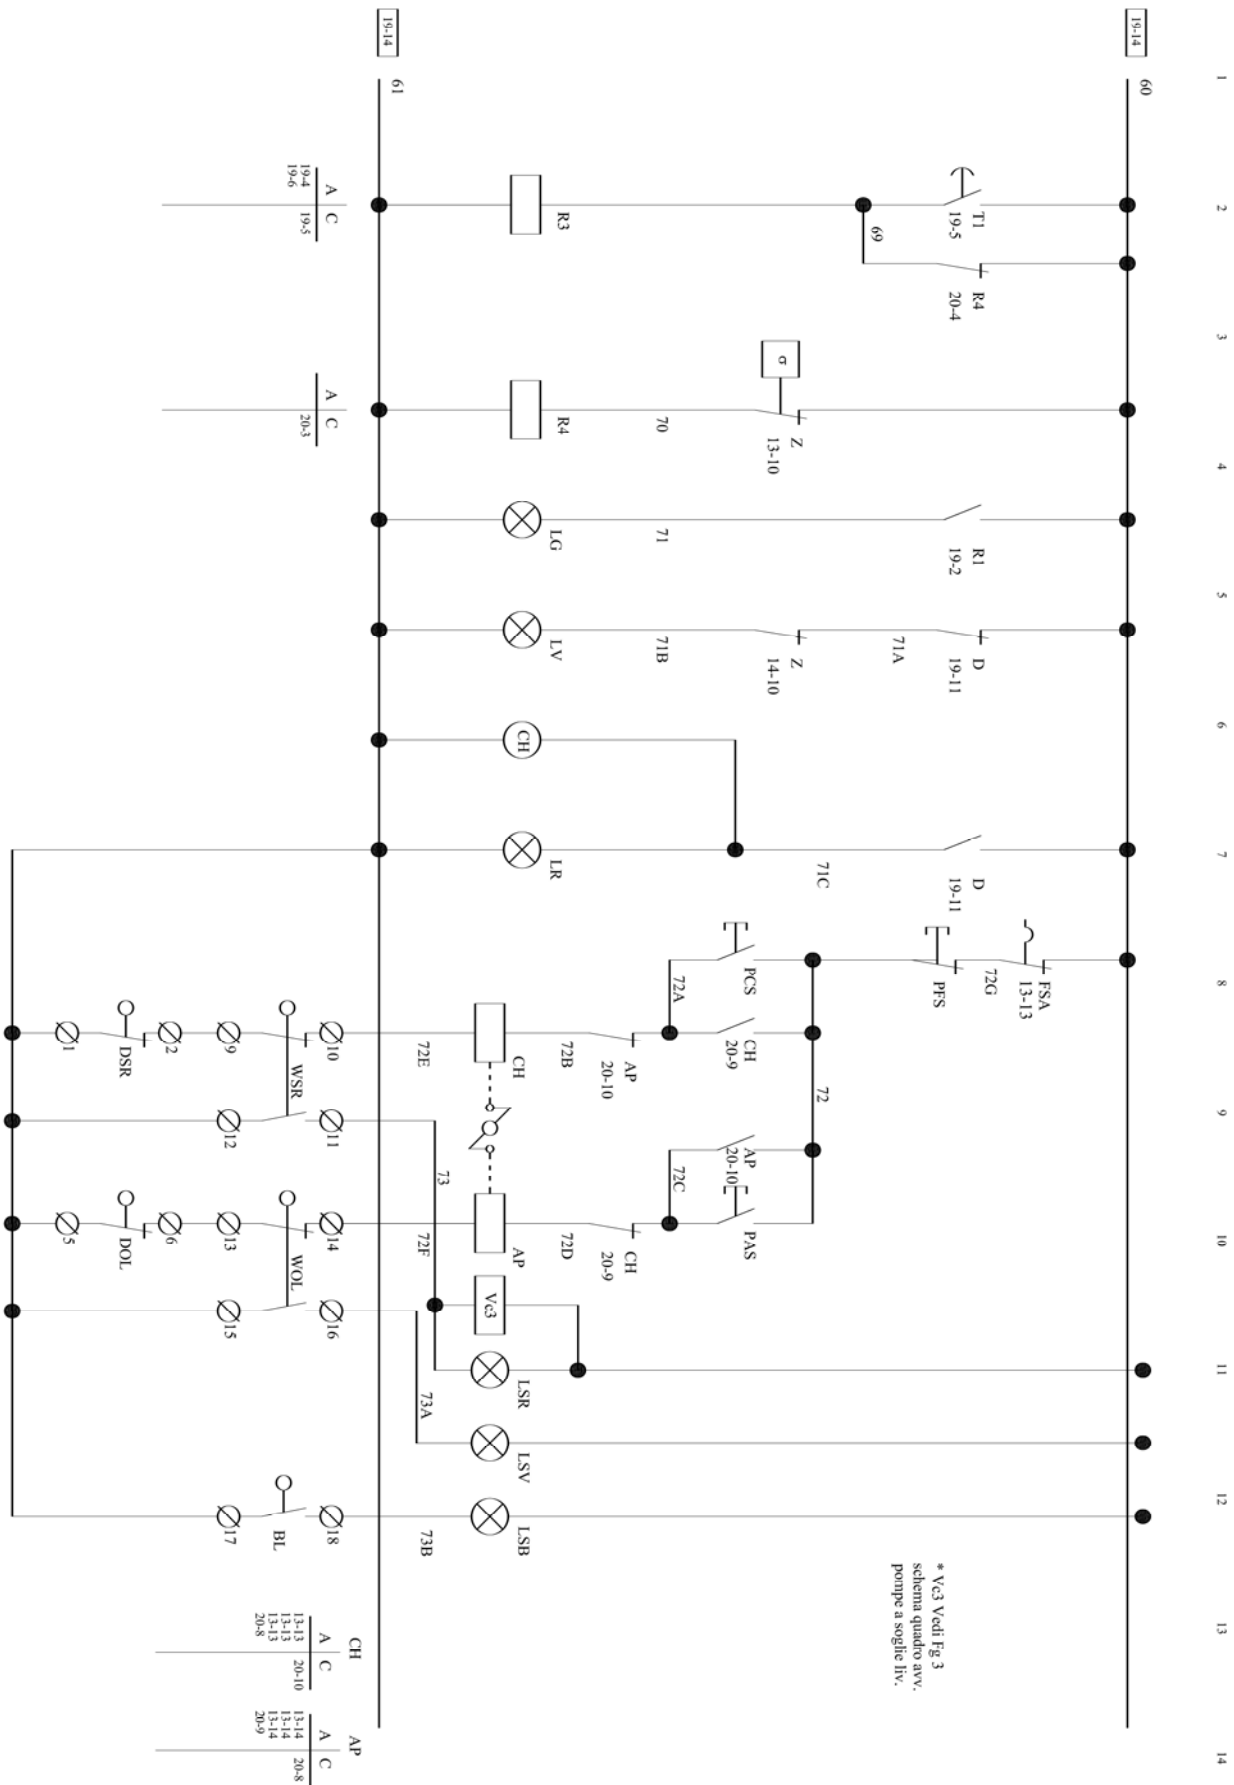 19-14
19-14
1
2
3
4
5
6
7
8
9
10
11
12
13
14
60
61
T1
19-5
R4
20-4
69
R3
A
C
19-4
19-6
19-5
σ
Z
13-10
70
R4
A
C
20-3
R1
19-2
71
LG
D
19-11
71A
Z
14-10
71B
LV
CH
D
19-11
71C
LR
FSA
13-13
72G
PFS
PCS
72A
CH
20-9
72
AP
20-10
72B
CH
72E
10
WSR
9
2
DSR
1
11
12
73
AP
20-10
72C
PAS
CH
20-9
72D
AP
72F
14
WOL
13
6
DOL
5
16
15
Vc3
LSR
73A
LSV
LSB
73B
18
BL
17
* Vc3 Vedi Fg 3
schema quadro avv.
pompe a soglie liv.
CH
A
C
13-13
13-13
13-13
20-8
20-10
AP
A
C
13-14
13-14
13-14
20-9
20-8